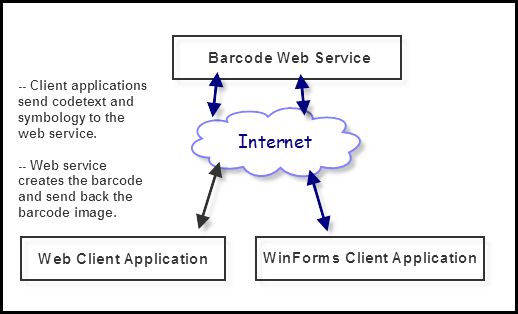 Barcode Web Service
-- Client applications
send codetext and
symbology to the
web service.
-- Web service
creates the barcode
and send back the
barcode image.
Internet
Web Client Application
WinForms Client Application